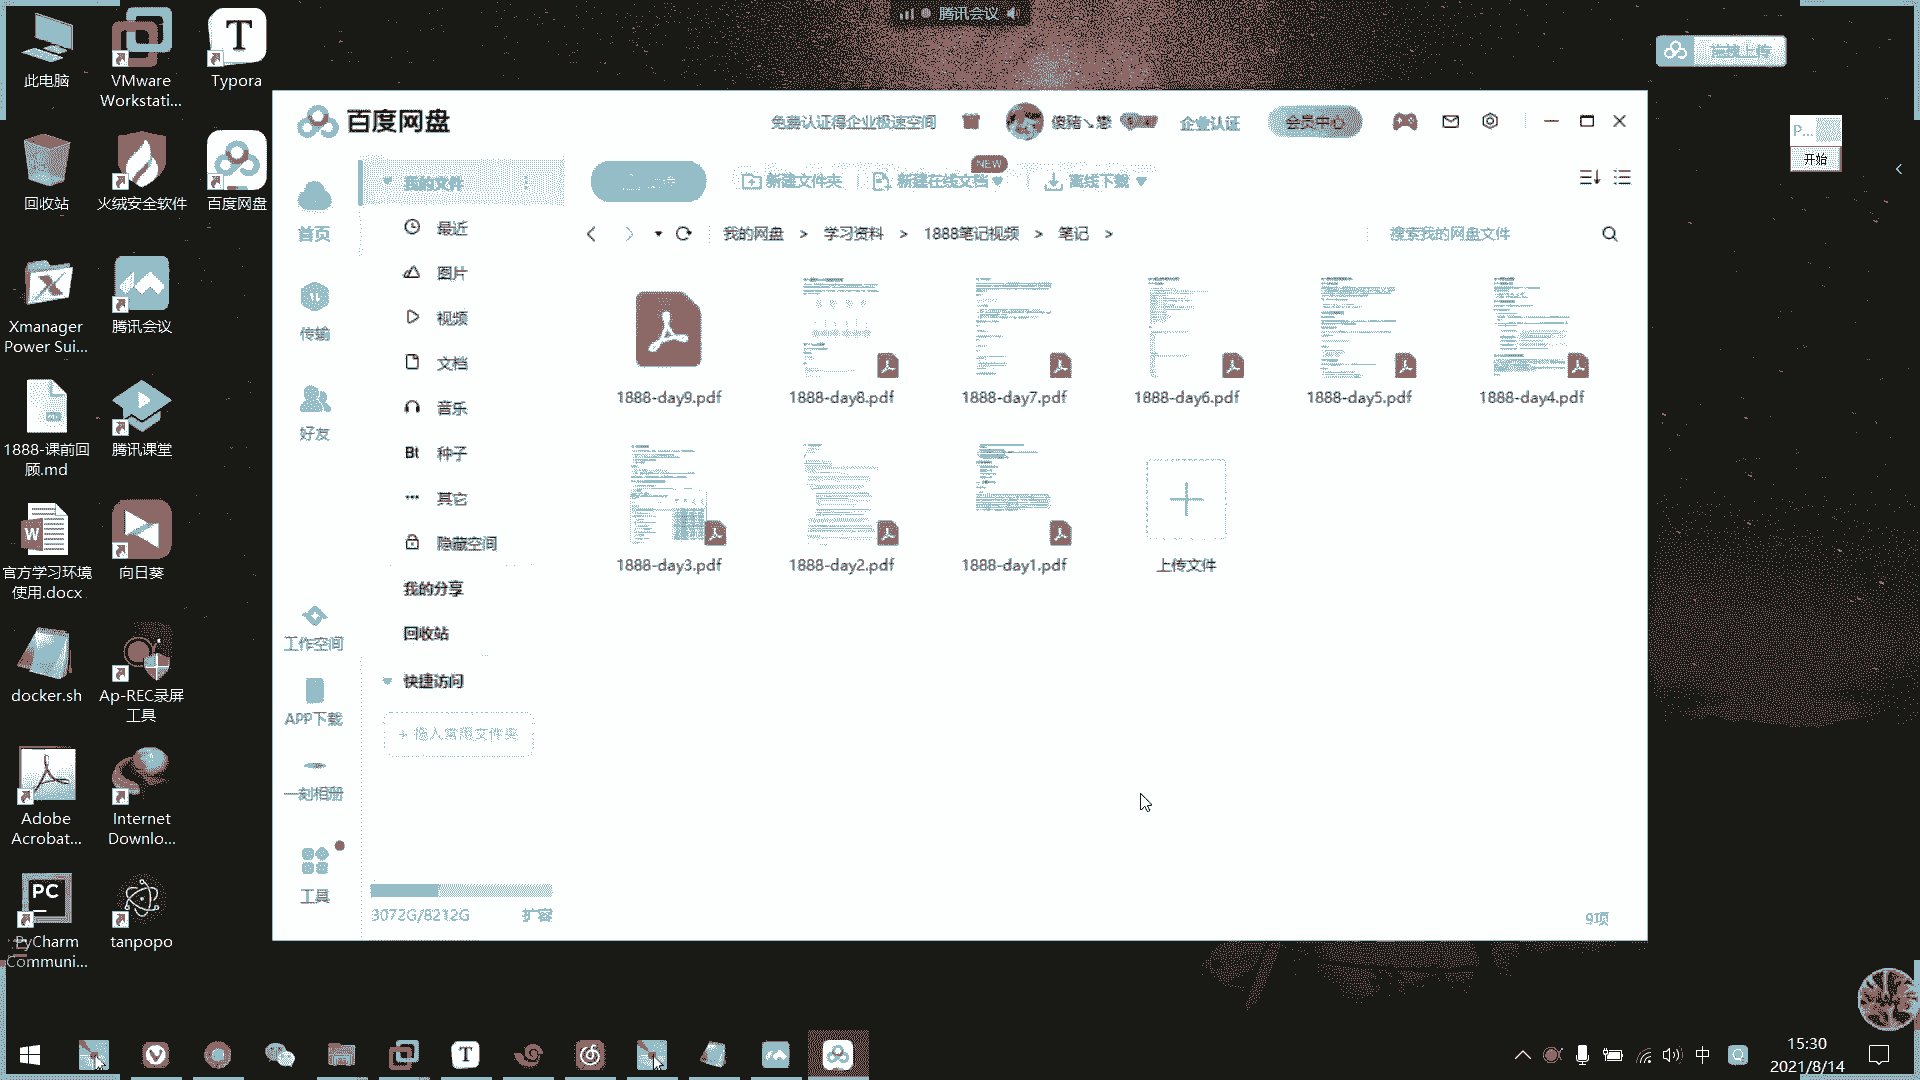 腾讯会议
此电脑
VMware
Workstati...
Typora
回收站
火绒安全软件
百度网盘
Xmanager
Power Sui...
腾讯会议
1888-课前回
顾.md
腾讯课堂
官方学习环境
使用.docx
向日葵
docker.sh
Ap-REC录屏
工具
Adobe
Acrobat...
Internet
Downlo...
PyCharm
Communi...
tanpopo
百度网盘
免费认证得企业极速空间
企业认证
会员中心
首页
传输
好友
工作空间
APP下载
一刻相册
工具
我的文件
最近
图片
视频
文档
音乐
Bt 种子
其它
隐藏空间
我的分享
回收站
快捷访问
+ 拖入常用文件夹
3072G/8212G 扩容
新建文件夹
新建在线文档
NEW
离线下载
我的网盘 > 学习资料 > 1888笔记视频 > 笔记 >
搜索我的网盘文件
1888-day9.pdf
1888-day8.pdf
1888-day7.pdf
1888-day6.pdf
1888-day5.pdf
1888-day4.pdf
1888-day3.pdf
1888-day2.pdf
1888-day1.pdf
上传文件
9项
P...
开始
中
15:30
2021/8/14